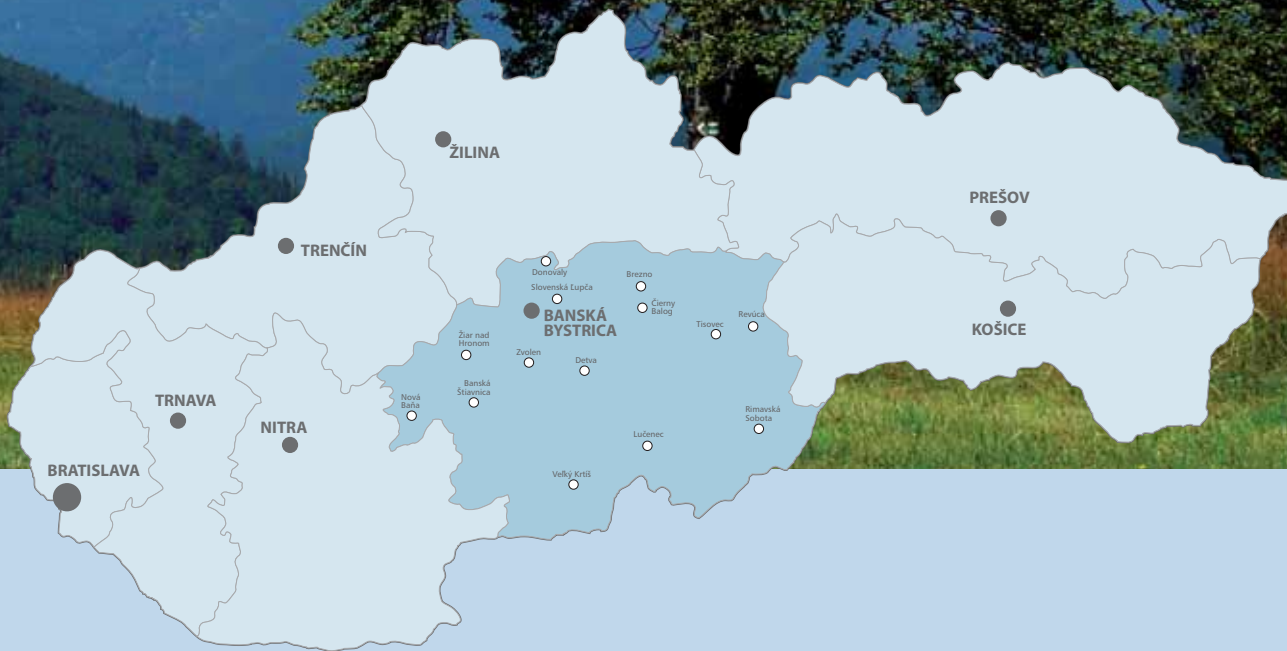 ŽILINA
PREŠOV
TRENČÍN
Donovaly
Brezno
Slovenská Ľupča
Čierny
Balog
BANSKÁ
BYSTRICA
KOŠICE
Revúca
Tisovec
Žiar nad
Hronom
Zvolen
Detva
Banská
Štiavnica
Nová
Baňa
TRNAVA
NITRA
Rimavská
Sobota
Lučenec
BRATISLAVA
Veľký Krtíš